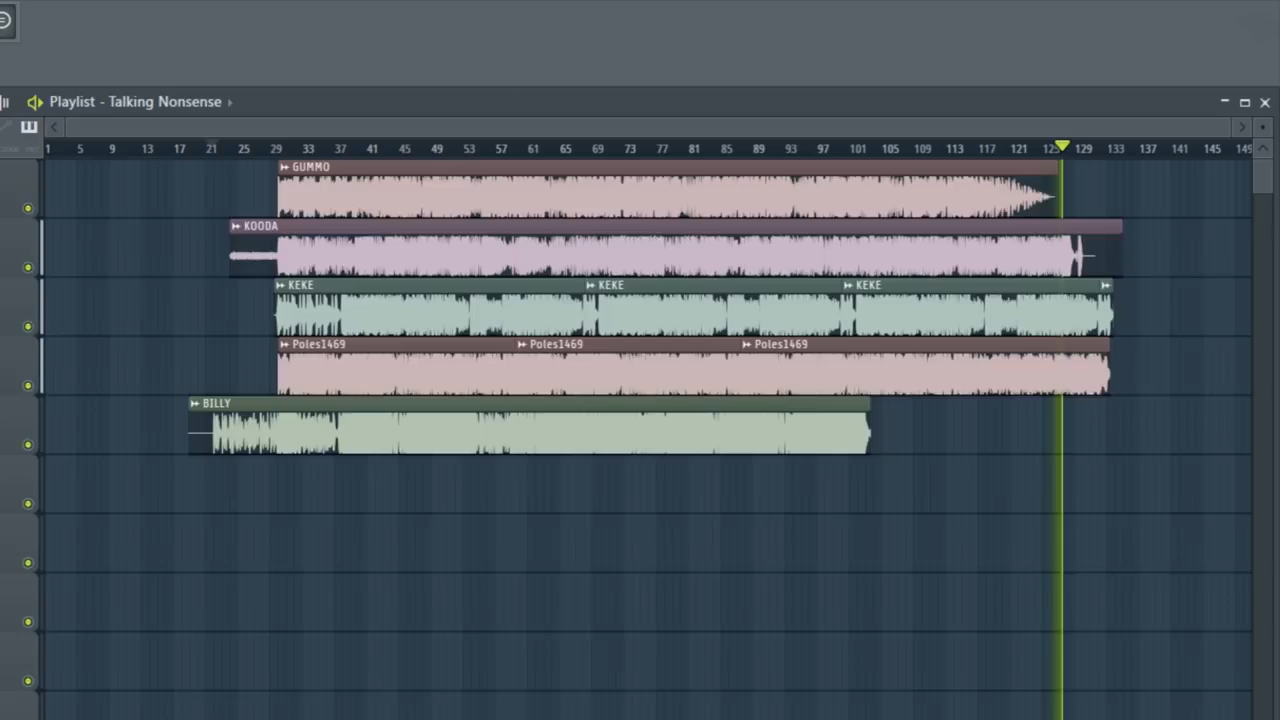 Playlist - Talking Nonsense
1 5 9 13 17 21 25 29 33 37 41 45 49 53 57 61 65 69 73 77 81 85 89 93 97 101 105 109 113 117 121 125 129 133 137 141 145 149
GUMMO
KOODA
KEKE KEKE KEKE
Poles1469 Poles1469 Poles1469
BILLY